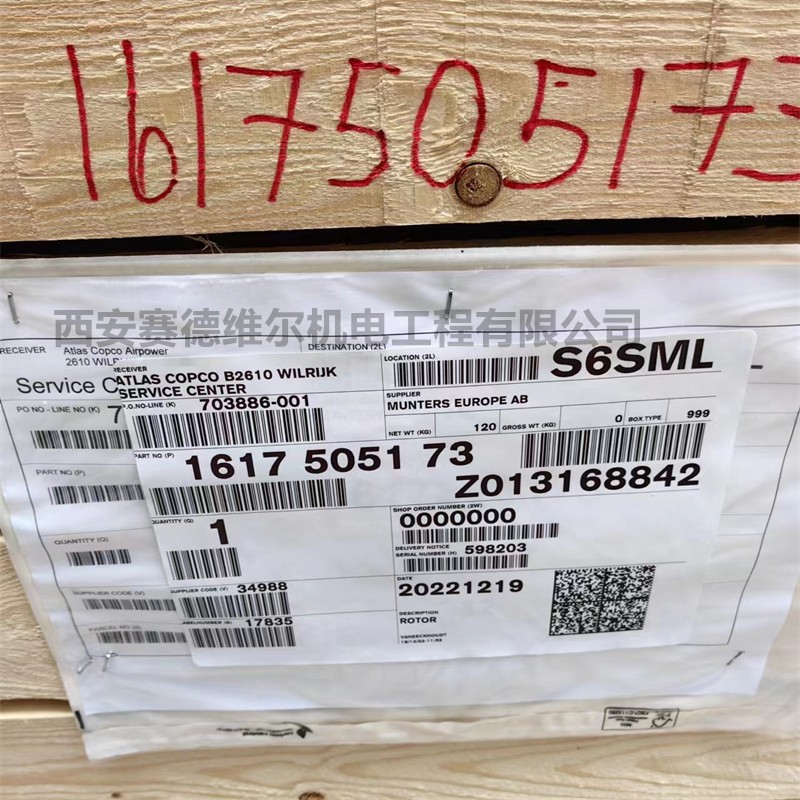 1617505173
西安赛德维尔机电工程有限公司
RECEIVER
Atlas Copco Airpower
2610
Service
DESTINATION (2L)
PO NO - LINE NO (K)
7
PART NO (P)
QUANTITY (Q)
SUPPLIER CODE (V)
RECEIVER
ATLAS COPCO B2610 WILRIJK
SERVICE CENTER
LOCATION (2L)
S6SML
P.O.NO-LINE (K)
703886-001
SUPPLIER
MUNTERS EUROPE AB
NET WT (KG)
120
GROSS WT (KG)
0
BOX TYPE
999
PART NO (P)
1617 5051 73
Z013168842
QUANTITY (Q)
1
SHOP ORDER NUMBER (2W)
0000000
DELIVERY NOTICE
SERIAL NUMBER (H)
598203
SUPPLIER CODE (V)
34988
DATE
20221219
17835
DESCRIPTION
ROTOR
VANEECKHOUDT